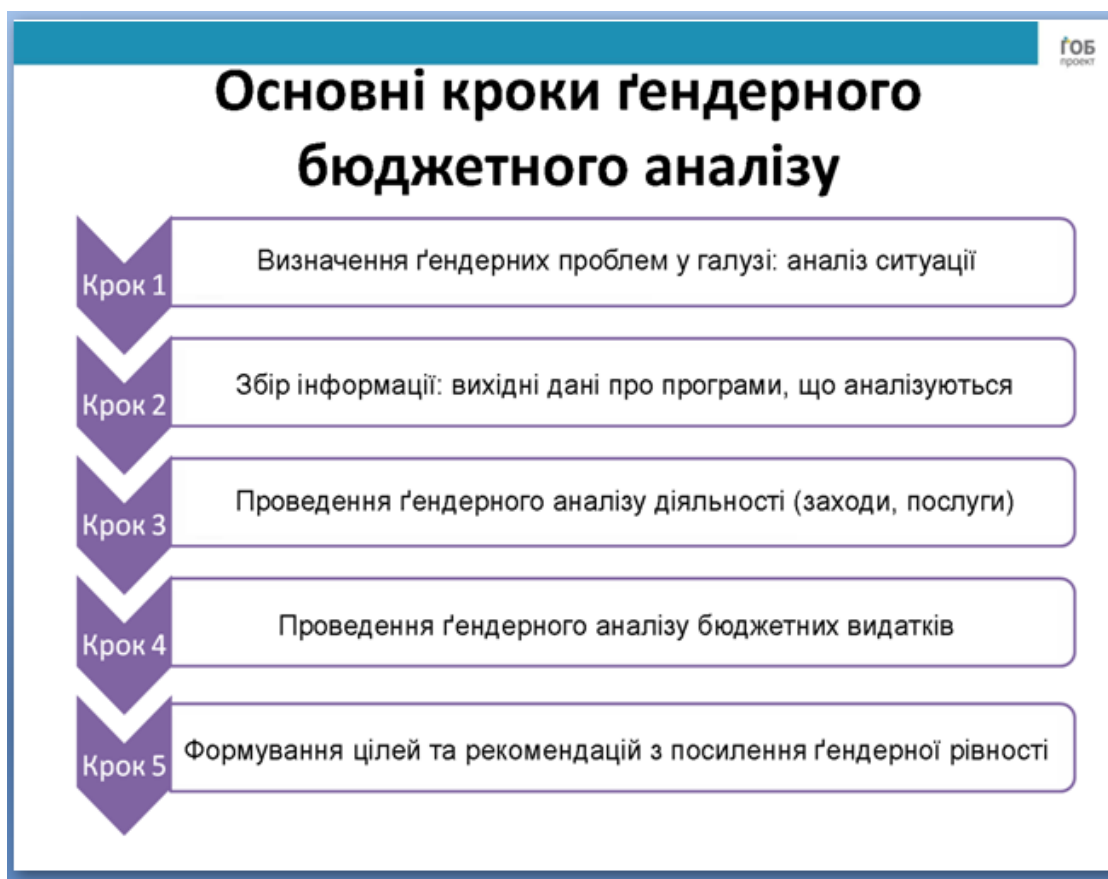 ґОБ
проект
Основні кроки ґендерного
бюджетного аналізу
Крок 1
Визначення ґендерних проблем у галузі: аналіз ситуації
Крок 2
Збір інформації: вихідні дані про програми, що аналізуються
Крок 3
Проведення ґендерного аналізу діяльності (заходи, послуги)
Крок 4
Проведення ґендерного аналізу бюджетних видатків
Крок 5
Формування цілей та рекомендацій з посилення ґендерної рівності